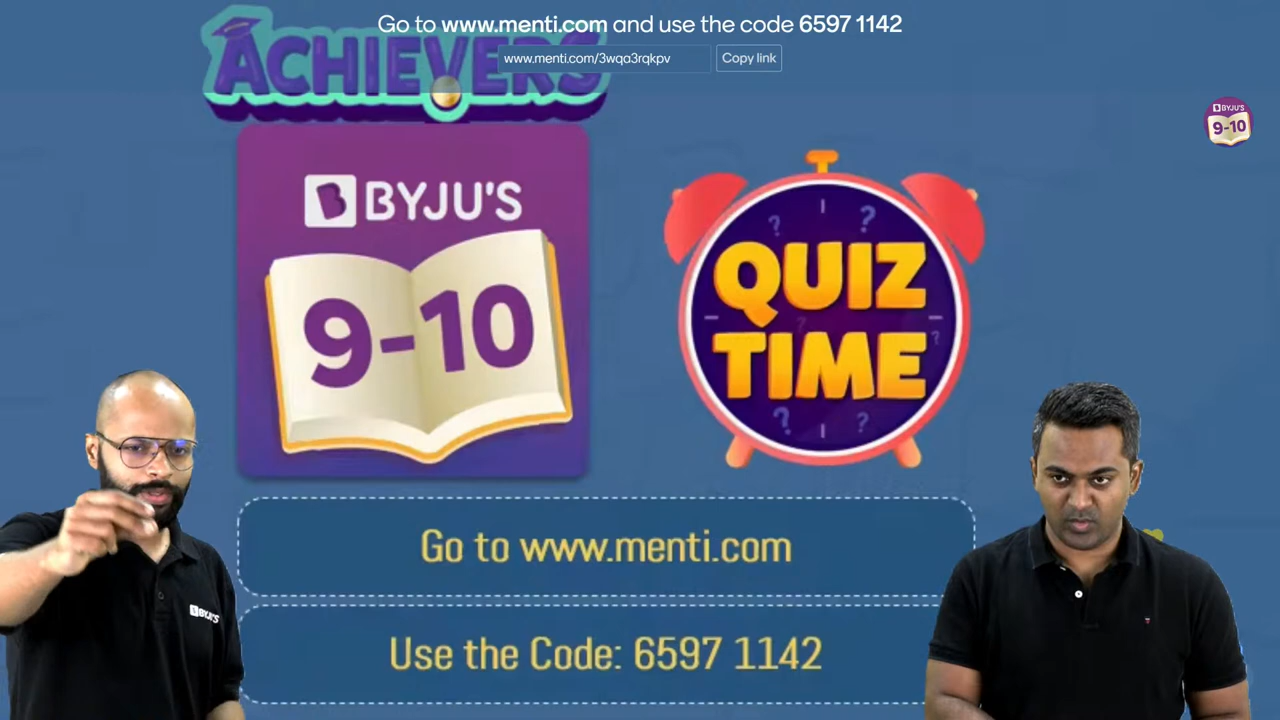 Go to www.menti.com and use the code 6597 1142
ACHIEVERS
www.menti.com/3wqa3rqkpv
Copy link
BYJU'S
9-10
BYJU'S
9-10
QUIZ
TIME
Go to www.menti.com
Use the Code: 6597 1142
BYJU'S